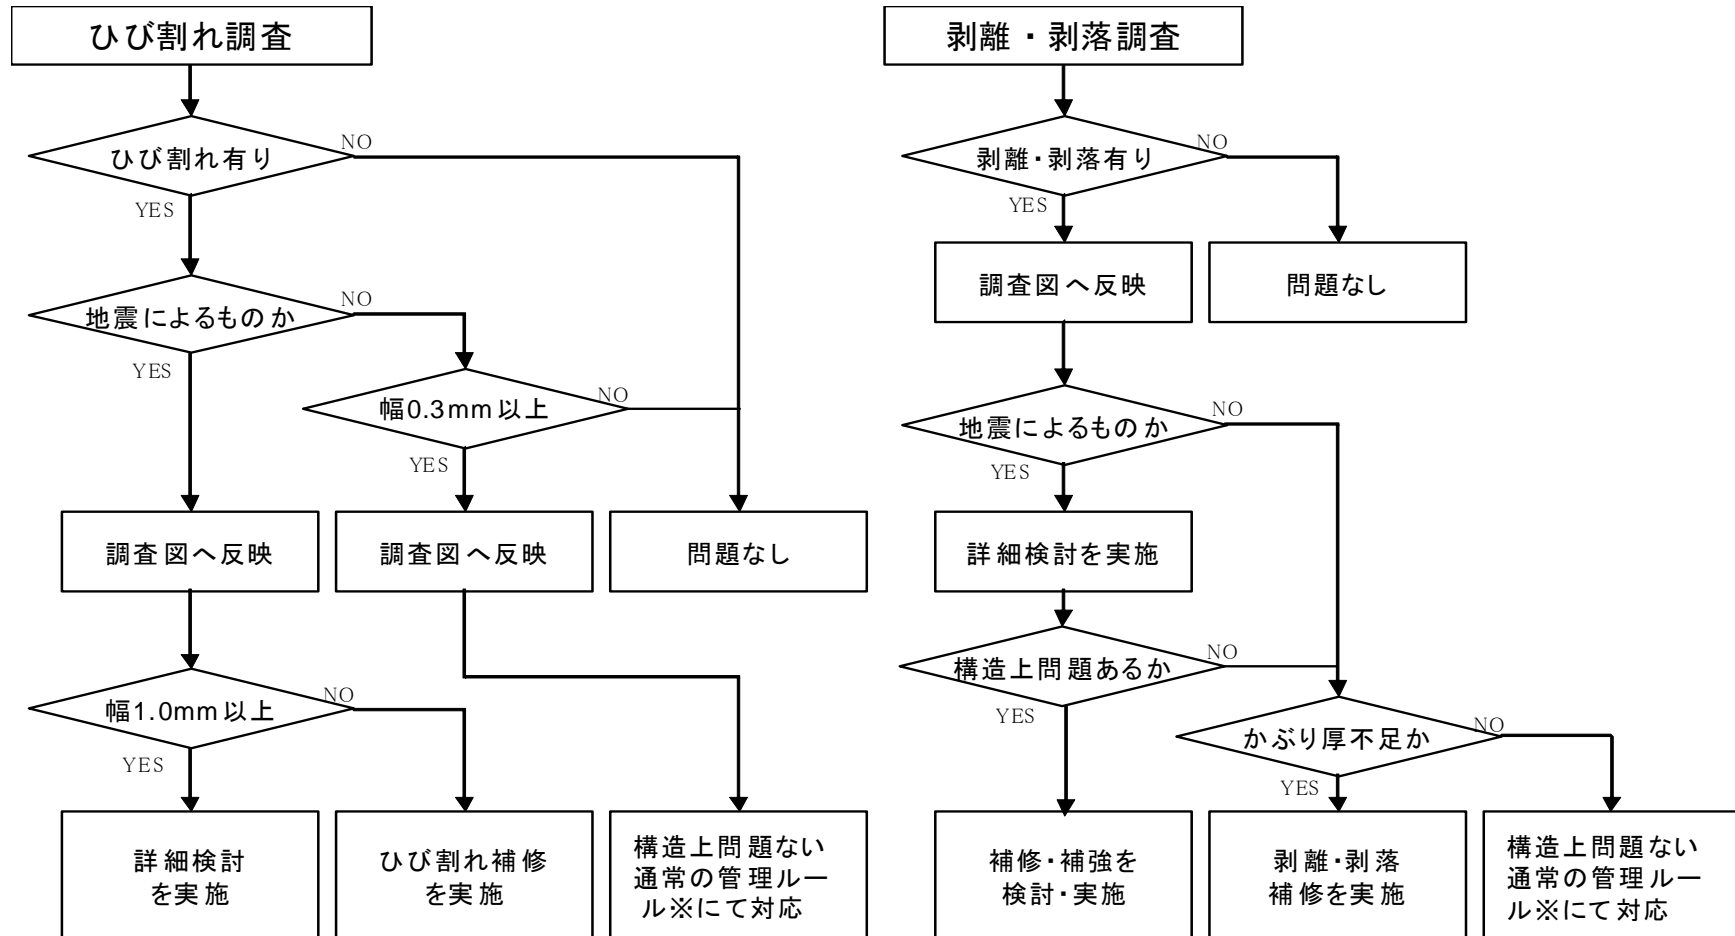 ひび割れ調査
ひび割れ有り
NO
YES
地震によるものか
NO
YES
幅0.3mm以上
NO
YES
調査図へ反映
調査図へ反映
問題なし
幅1.0mm以上
NO
YES
詳細検討
を実施
ひび割れ補修
を実施
構造上問題ない
通常の管理ルー
ル※にて対応
剥離・剥落調査
剥離・剥落有り
NO
YES
調査図へ反映
問題なし
地震によるものか
NO
YES
詳細検討を実施
構造上問題あるか
NO
YES
かぶり厚不足か
NO
YES
補修・補強を
検討・実施
剥離・剥落
補修を実施
構造上問題ない
通常の管理ルー
ル※にて対応